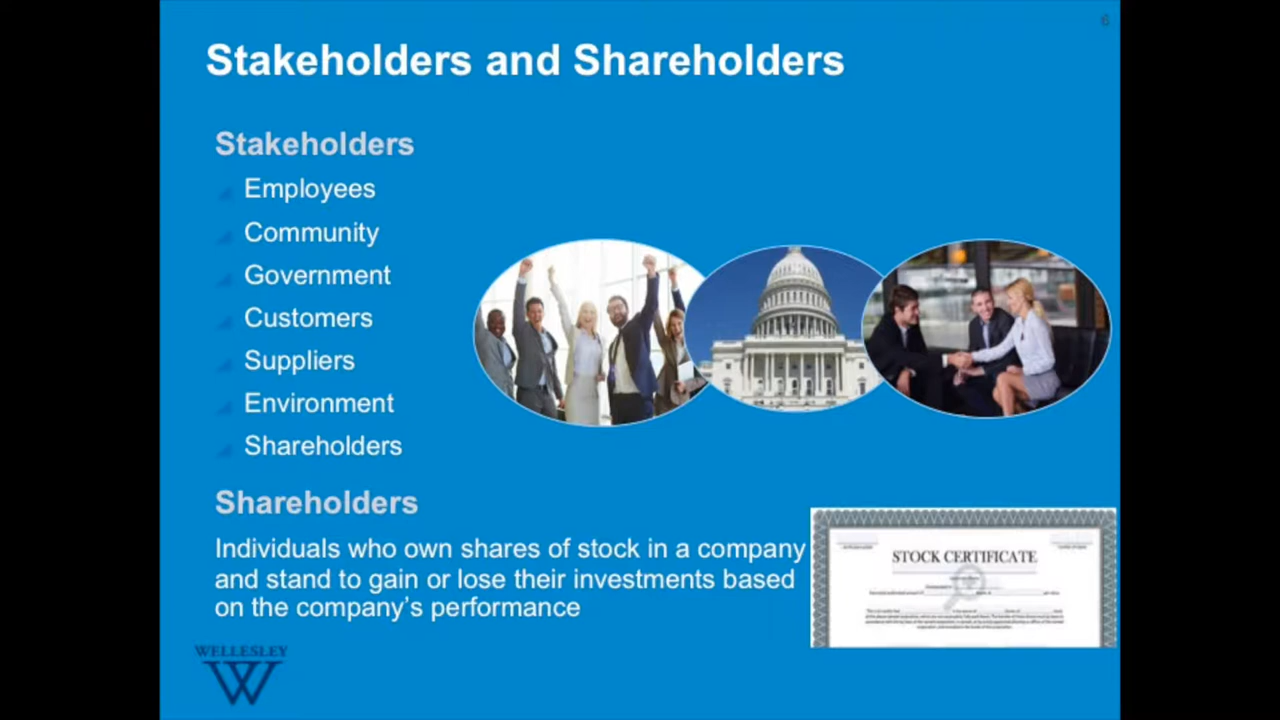 6
Stakeholders and Shareholders
Stakeholders
Employees
Community
Government
Customers
Suppliers
Environment
Shareholders
Shareholders
Individuals who own shares of stock in a company
and stand to gain or lose their investments based
on the company's performance
STOCK CERTIFICATE
WELLESLEY
W